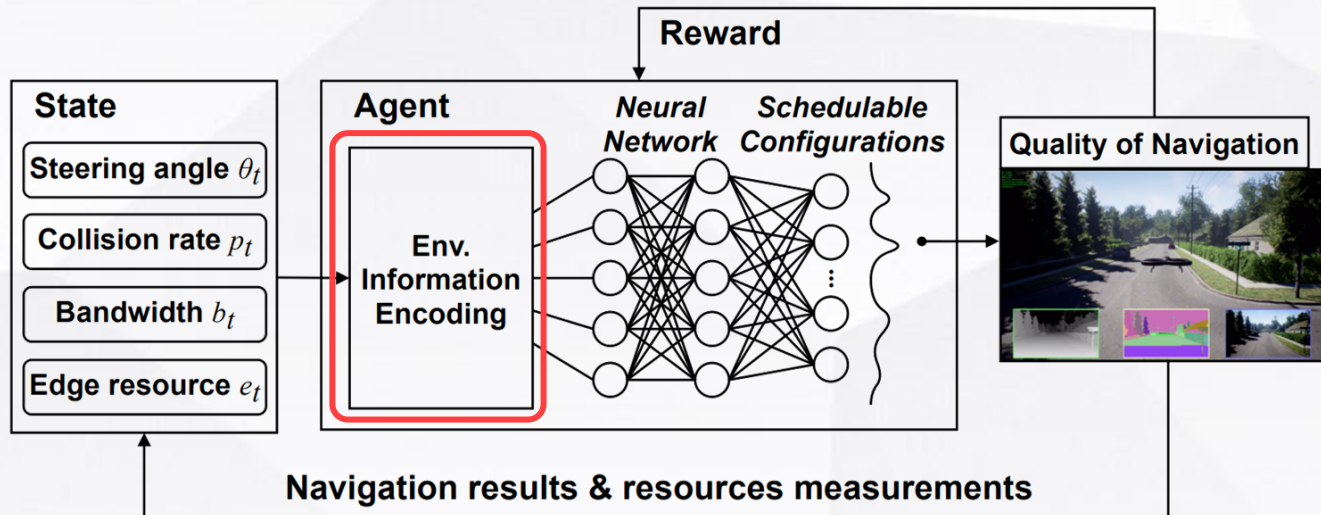 Reward
State
Steering angle θt
Collision rate pt
Bandwidth bt
Edge resource et
Agent
Env.
Information
Encoding
Neural
Network
Schedulable
Configurations
Quality of Navigation
Navigation results & resources measurements